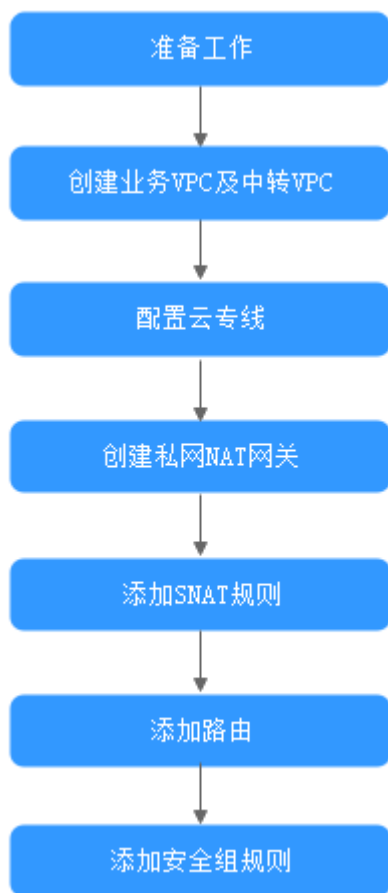 准备工作
创建业务VPC及中转VPC
配置云专线
创建私网NAT网关
添加SNAT规则
添加路由
添加安全组规则